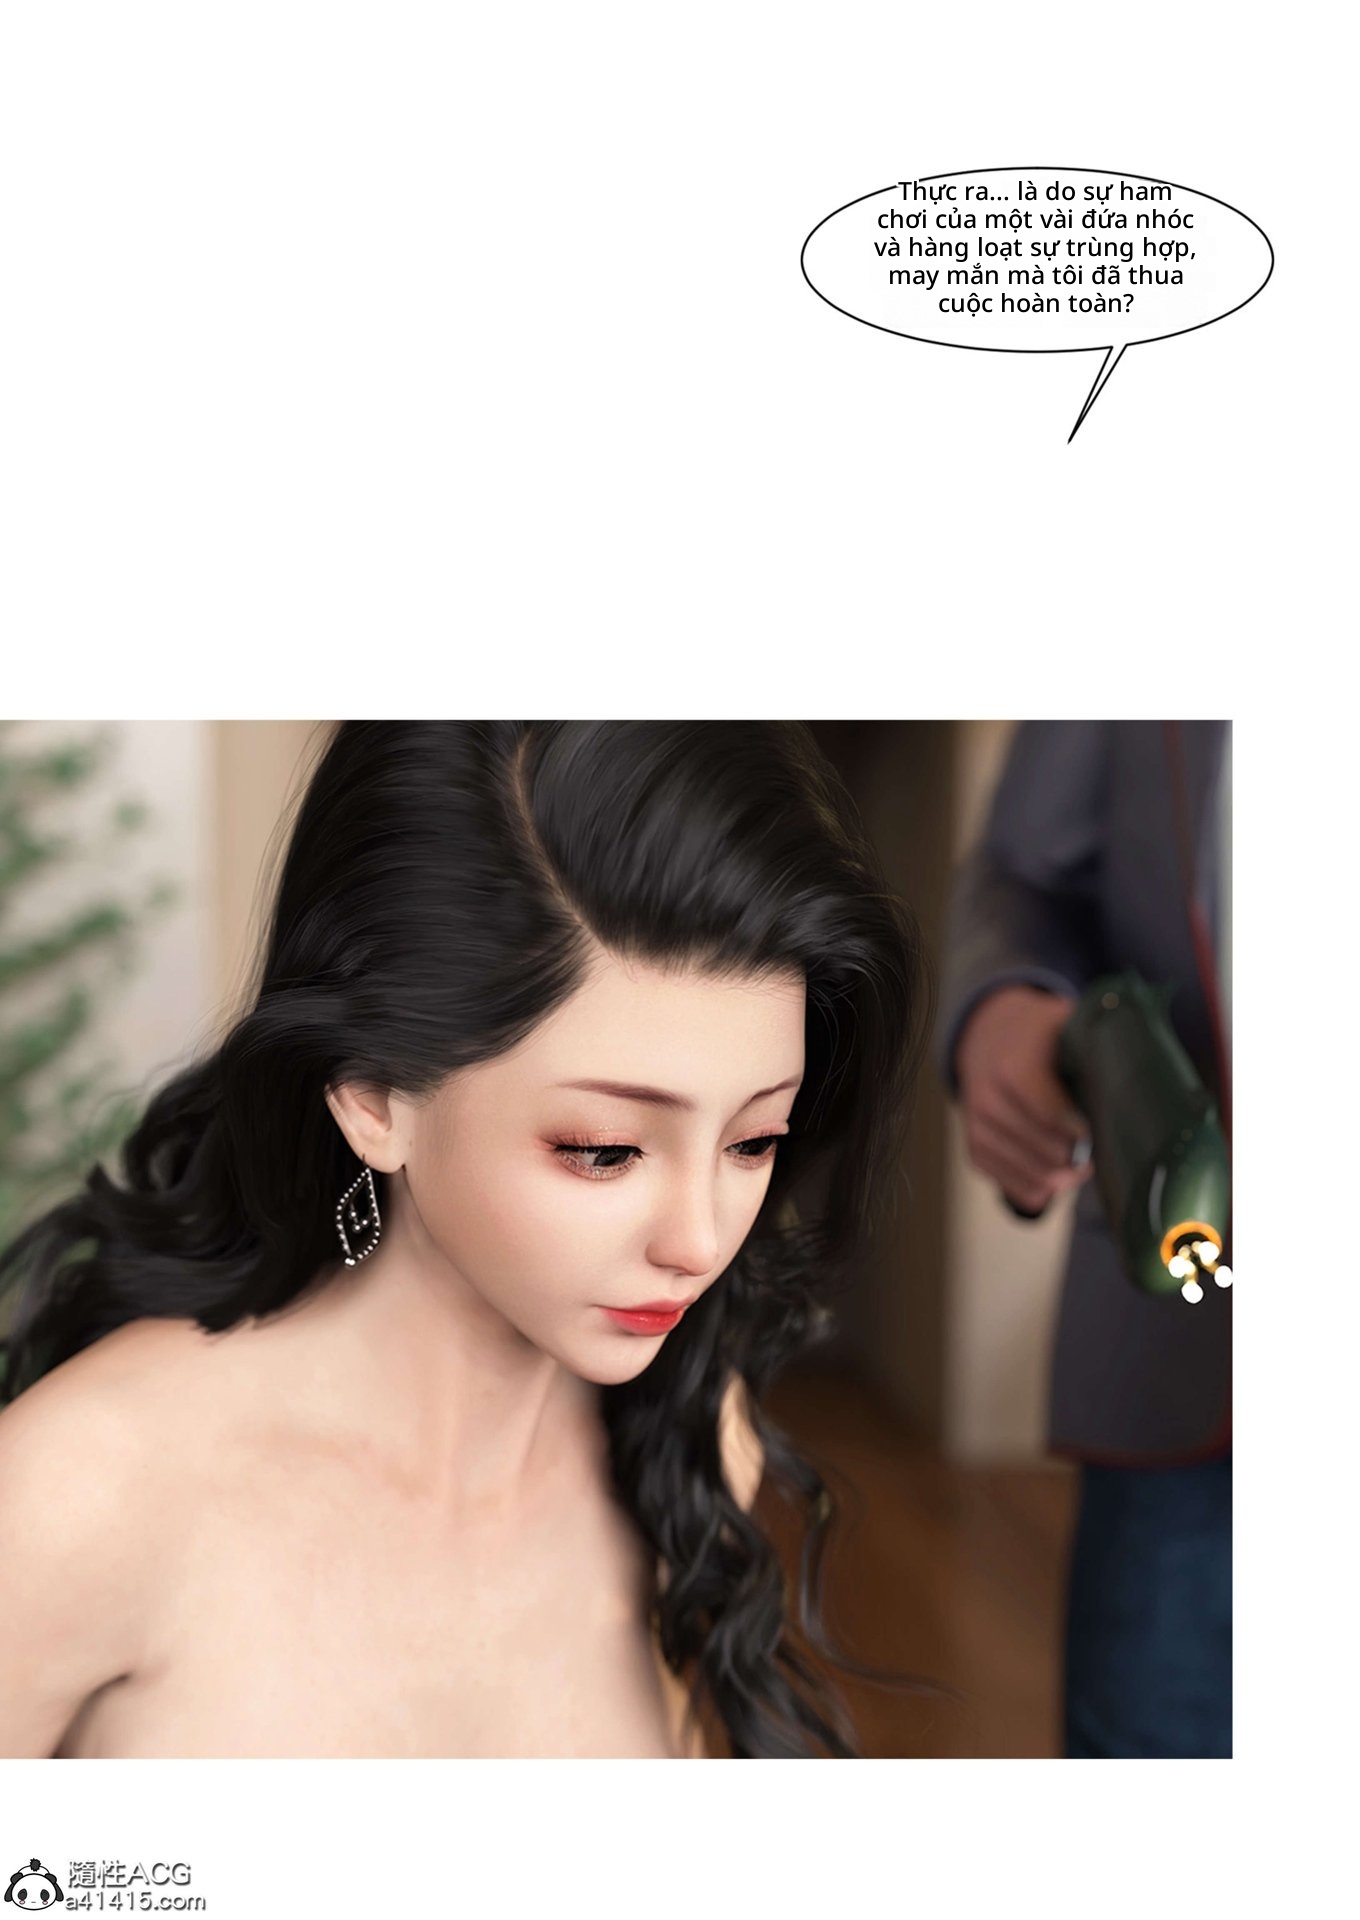 Thực ra... là do sự ham
chơi của một vài đứa nhóc
và hàng loạt sự trùng hợp,
may mắn mà tôi đã thua
cuộc hoàn toàn?
隨性ACG
a41415.com